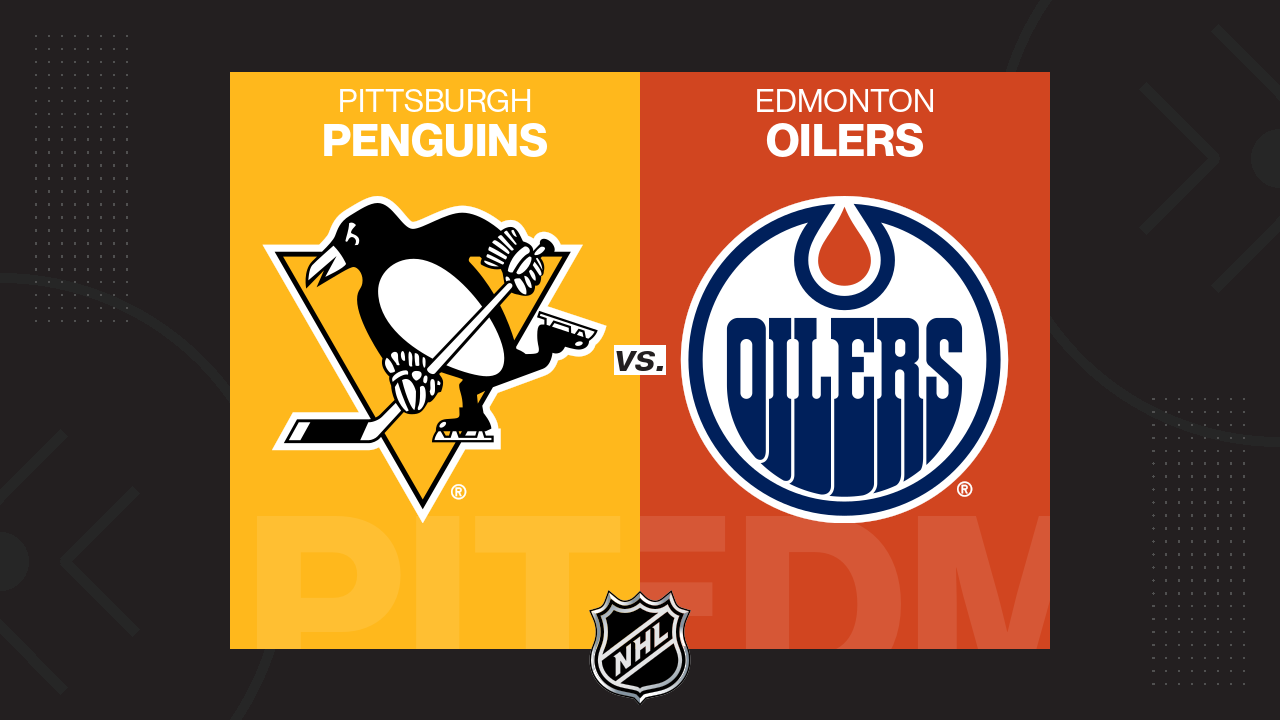 PITTSBURGH
PENGUINS
EDMONTON
OILERS
vs.
OILERS
®
®
PIT
EDM
NHL